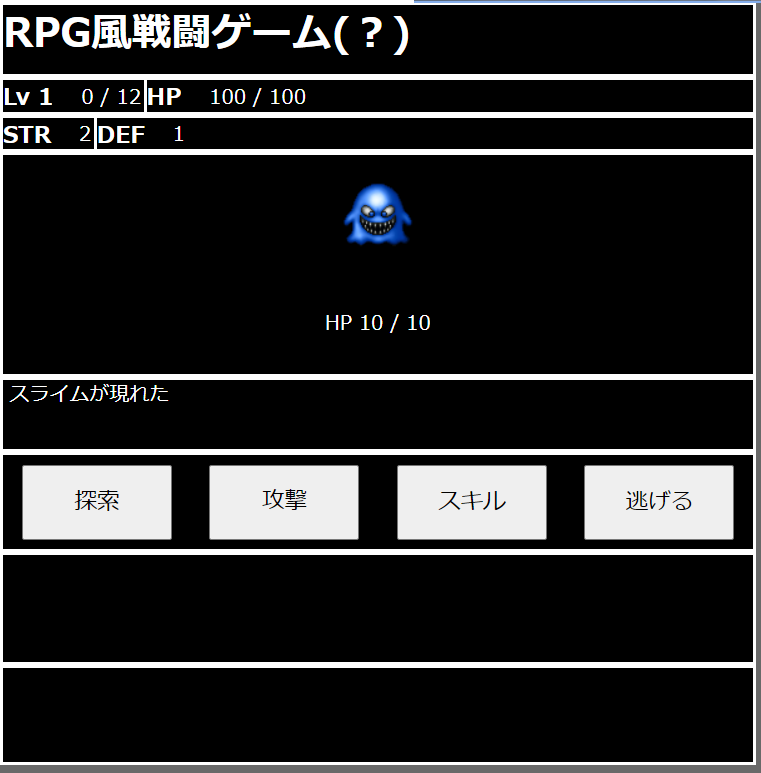 RPG風戦闘ゲーム(？)
Lv 1 0 / 12 HP 100 / 100
STR 2 DEF 1
HP 10 / 10
スライムが現れた
探索 攻撃 スキル 逃げる